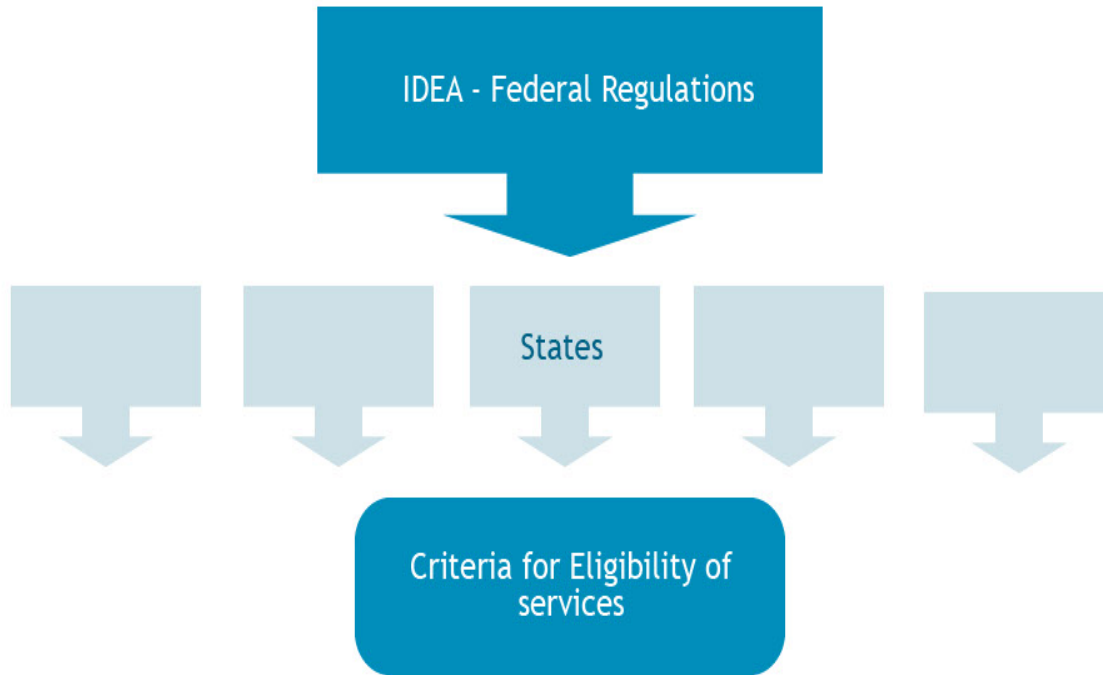 IDEA - Federal Regulations
States
Criteria for Eligibility of
services